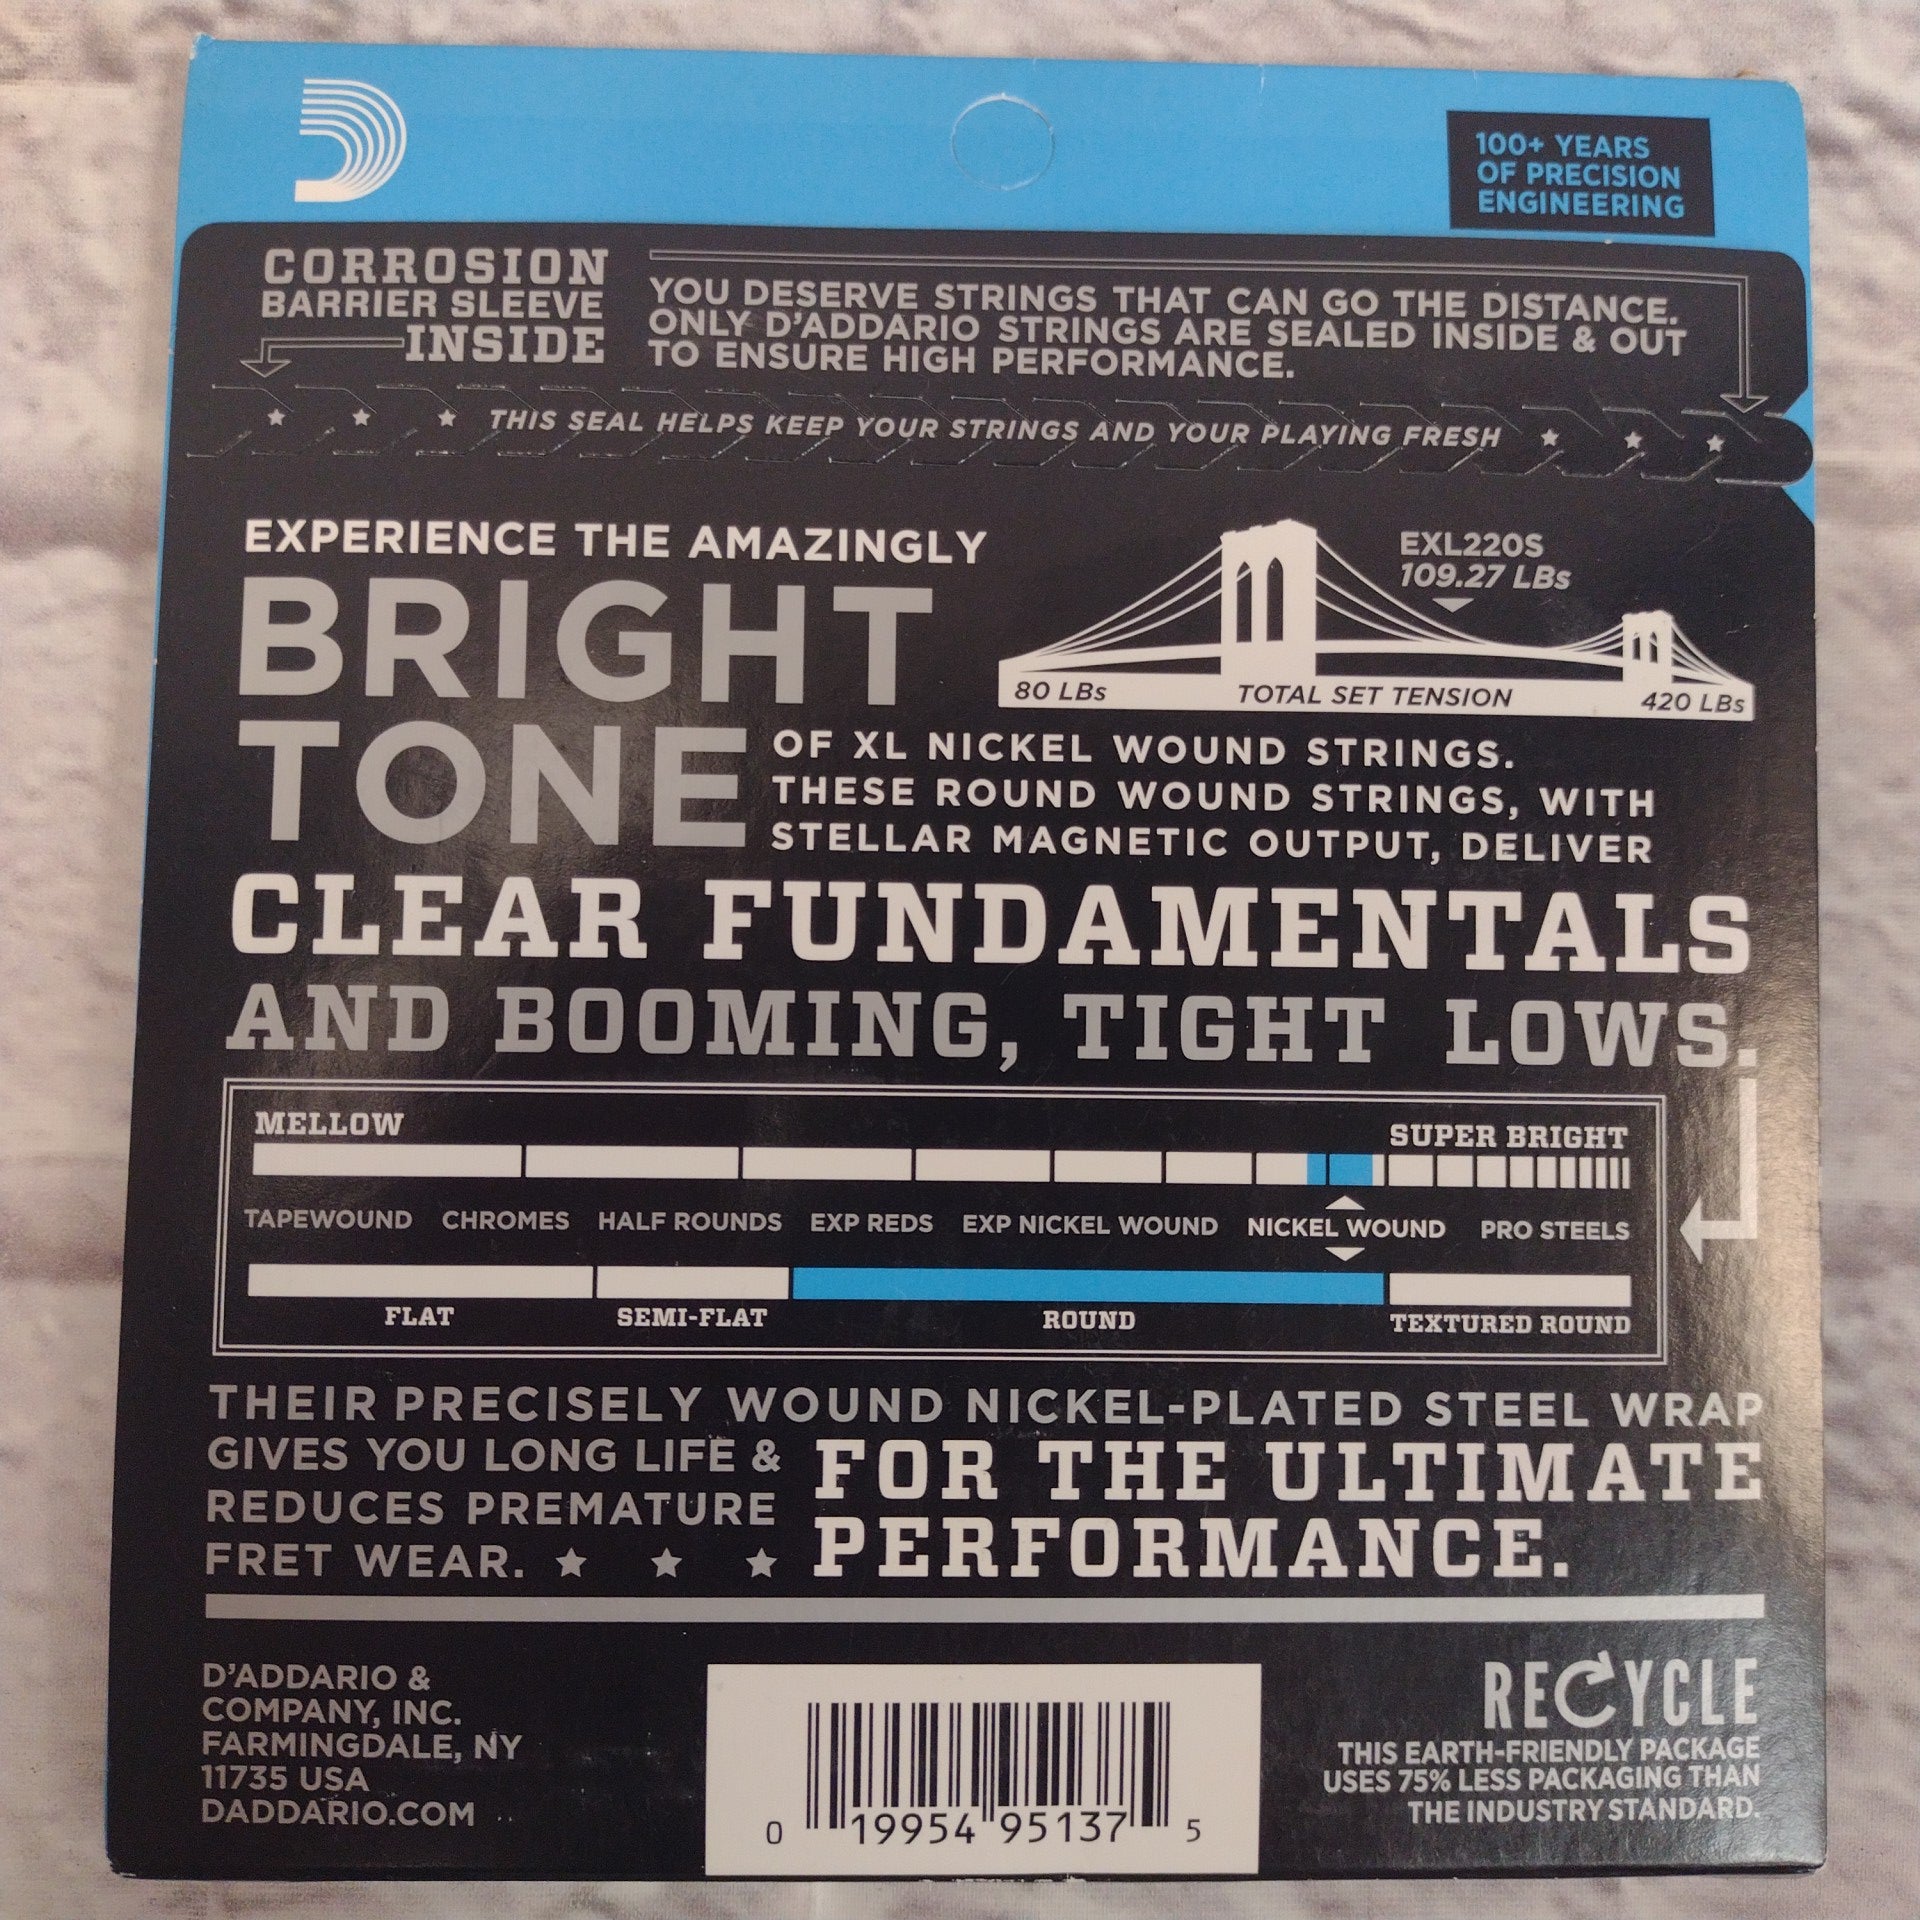 100+ YEARS
OF PRECISION
ENGINEERING
CORROSION
BARRIER SLEEVE
INSIDE
YOU DESERVE STRINGS THAT CAN GO THE DISTANCE.
ONLY D'ADDARIO STRINGS ARE SEALED INSIDE & OUT
TO ENSURE HIGH PERFORMANCE.
THIS SEAL HELPS KEEP YOUR STRINGS AND YOUR PLAYING FRESH
EXPERIENCE THE AMAZINGLY
BRIGHT
TONE
EXL220S
109.27 LBs
80 LBs TOTAL SET TENSION 420 LBs
OF XL NICKEL WOUND STRINGS.
THESE ROUND WOUND STRINGS, WITH
STELLAR MAGNETIC OUTPUT, DELIVER
CLEAR FUNDAMENTALS
AND BOOMING, TIGHT LOWS.
MELLOW SUPER BRIGHT
TAPEWOUND CHROMES HALF ROUNDS EXP REDS EXP NICKEL WOUND NICKEL WOUND PRO STEELS
FLAT SEMI-FLAT ROUND TEXTURED ROUND
THEIR PRECISELY WOUND NICKEL-PLATED STEEL WRAP
GIVES YOU LONG LIFE &
REDUCES PREMATURE
FRET WEAR.
FOR THE ULTIMATE
PERFORMANCE.
D'ADDARIO &
COMPANY, INC.
FARMINGDALE, NY
11735 USA
DADDARIO.COM
0 19954 95137 5
RECYCLE
THIS EARTH-FRIENDLY PACKAGE
USES 75% LESS PACKAGING THAN
THE INDUSTRY STANDARD.